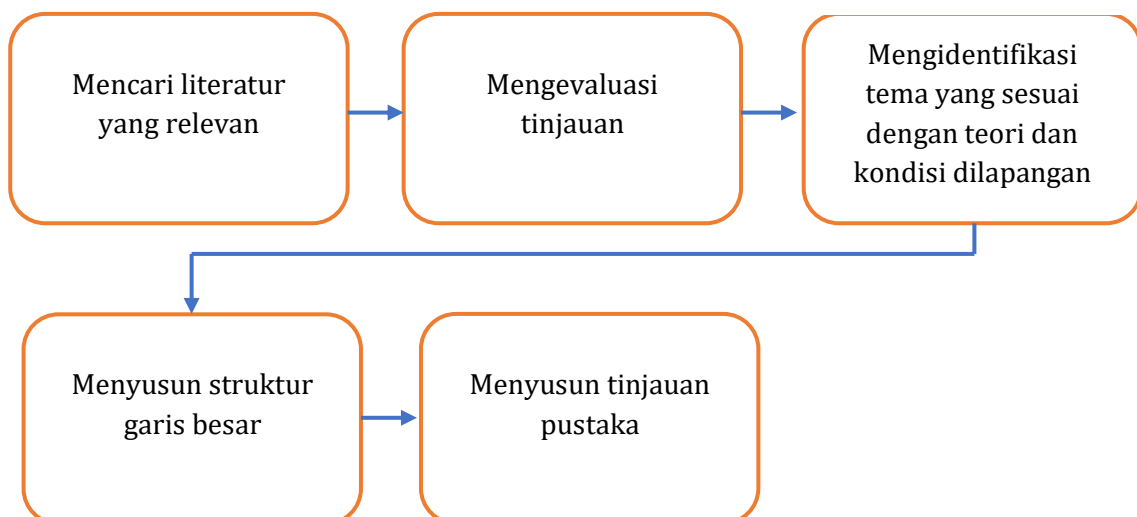 Mencari literatur
yang relevan
Mengevaluasi
tinjauan
Mengidentifikasi
tema yang sesuai
dengan teori dan
kondisi dilapangan
Menyusun struktur
garis besar
Menyusun tinjauan
pustaka